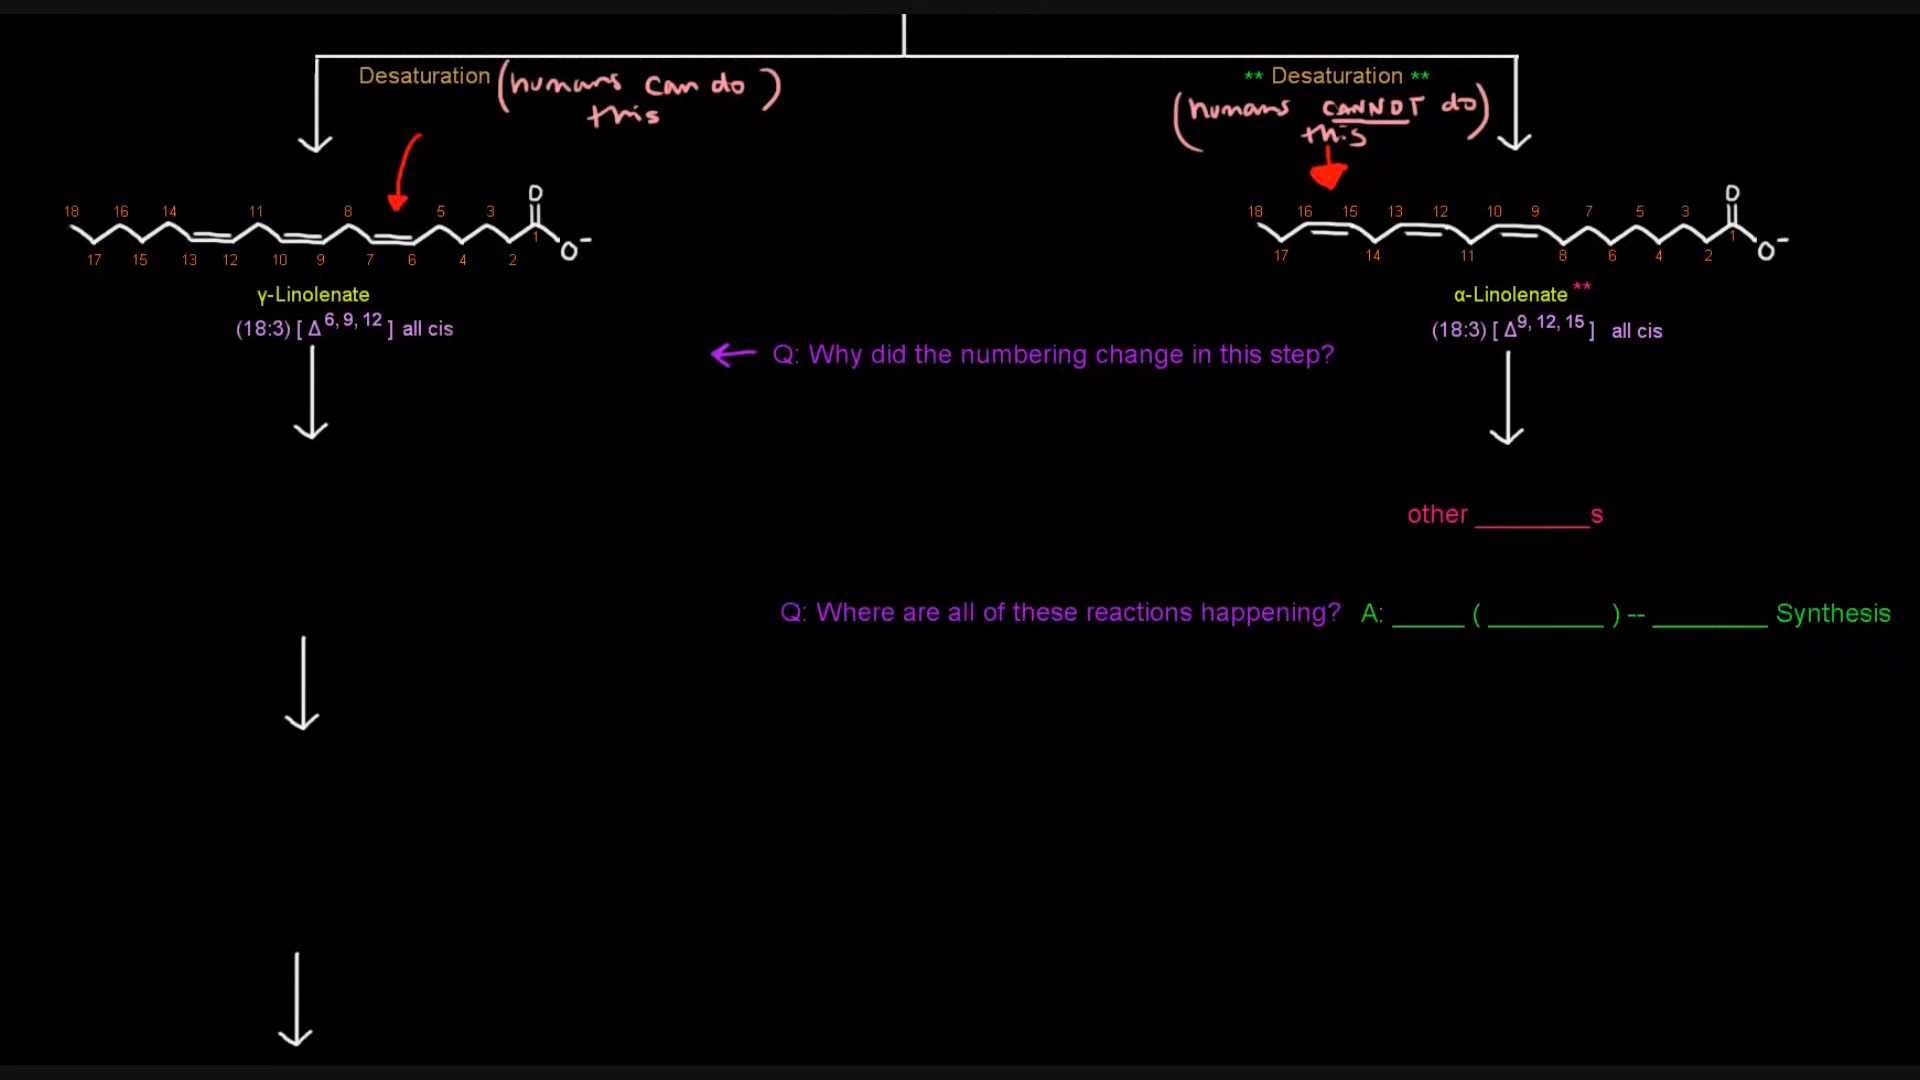 Desaturation (humans can do)
this
** Desaturation **
(humans CANNOT do)
this
O
18 16 14 11 8 5 3
1
O−
17 15 13 12 10 9 7 6 4 2
γ-Linolenate
(18:3) [ Δ6, 9, 12 ] all cis
O
18 16 15 13 12 10 9 7 5 3
1
O−
17 14 11 8 6 4 2
α-Linolenate **
(18:3) [ Δ9, 12, 15 ] all cis
Q: Why did the numbering change in this step?
other ________s
Q: Where are all of these reactions happening? A: _____ ( ________ ) -- ________ Synthesis